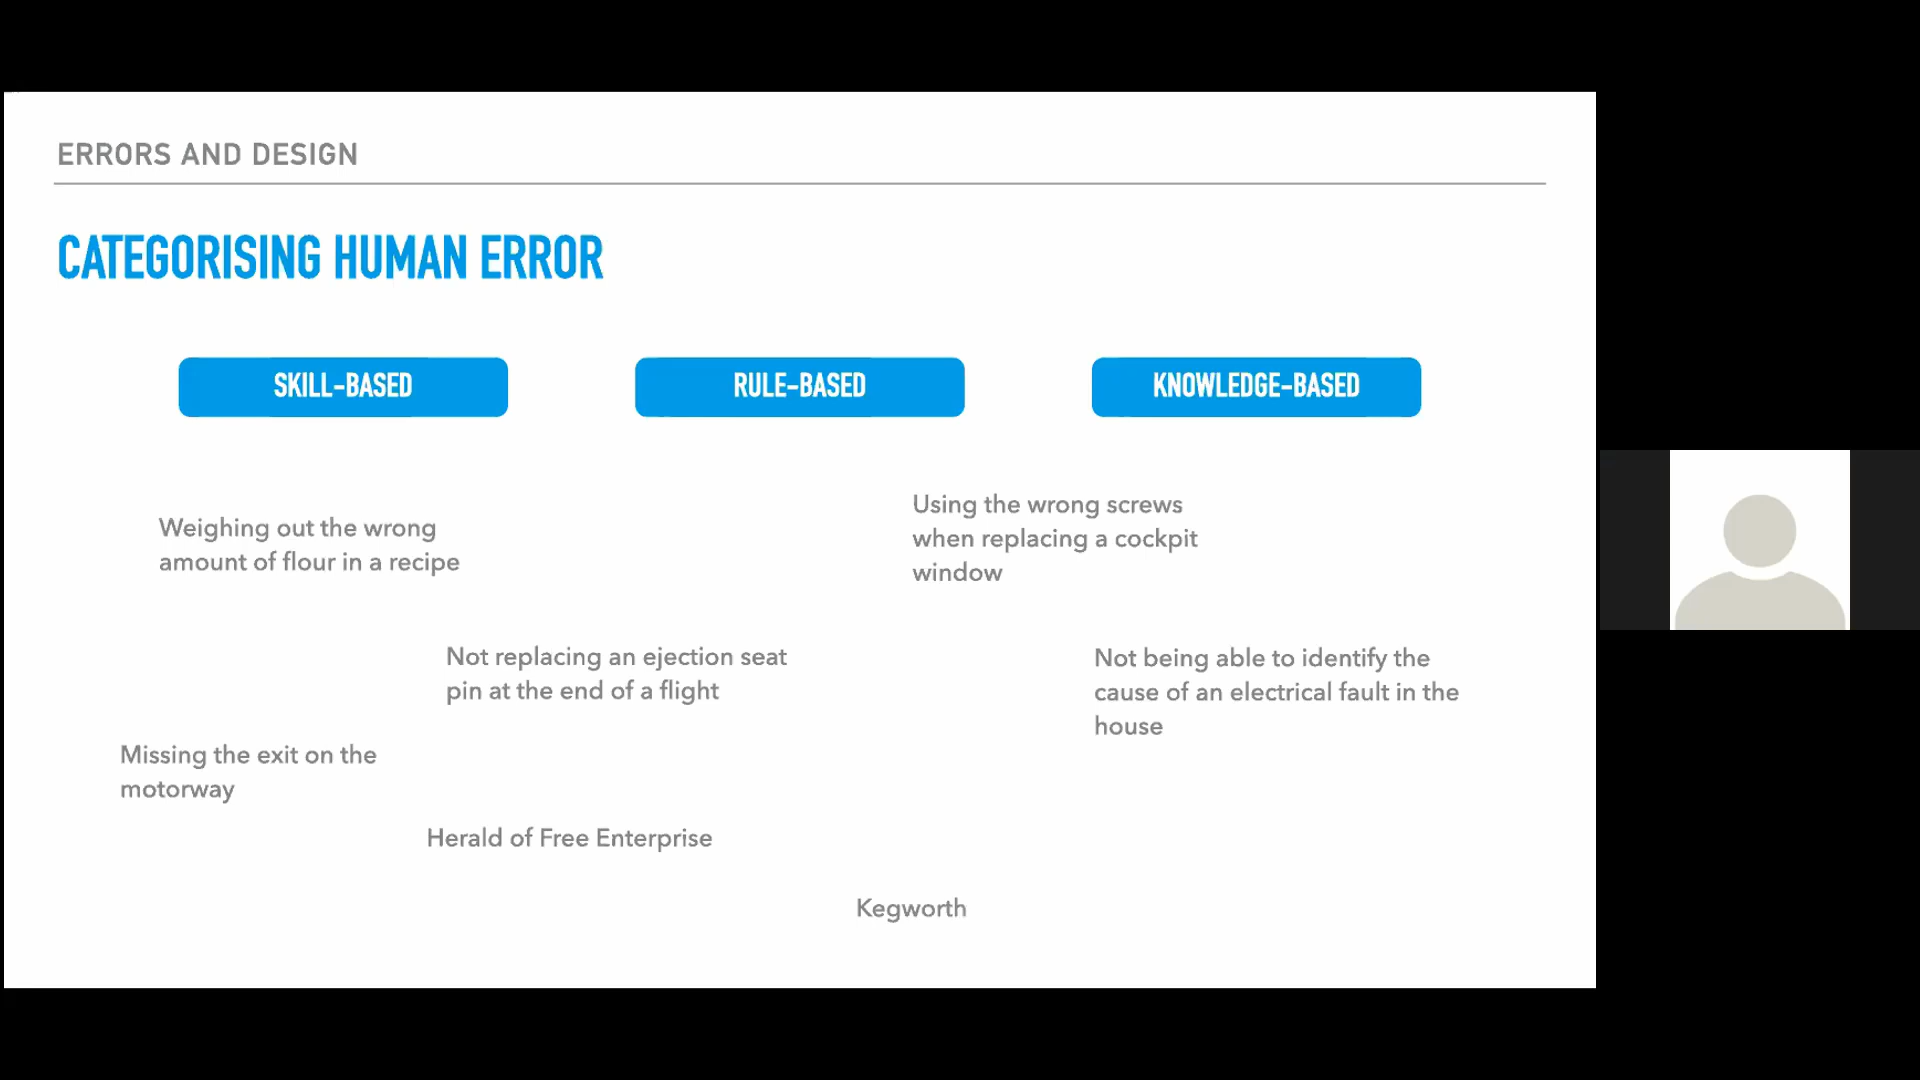 ERRORS AND DESIGN
CATEGORISING HUMAN ERROR
SKILL-BASED
RULE-BASED
KNOWLEDGE-BASED
Weighing out the wrong
amount of flour in a recipe
Using the wrong screws
when replacing a cockpit
window
Not replacing an ejection seat
pin at the end of a flight
Not being able to identify the
cause of an electrical fault in the
house
Missing the exit on the
motorway
Herald of Free Enterprise
Kegworth